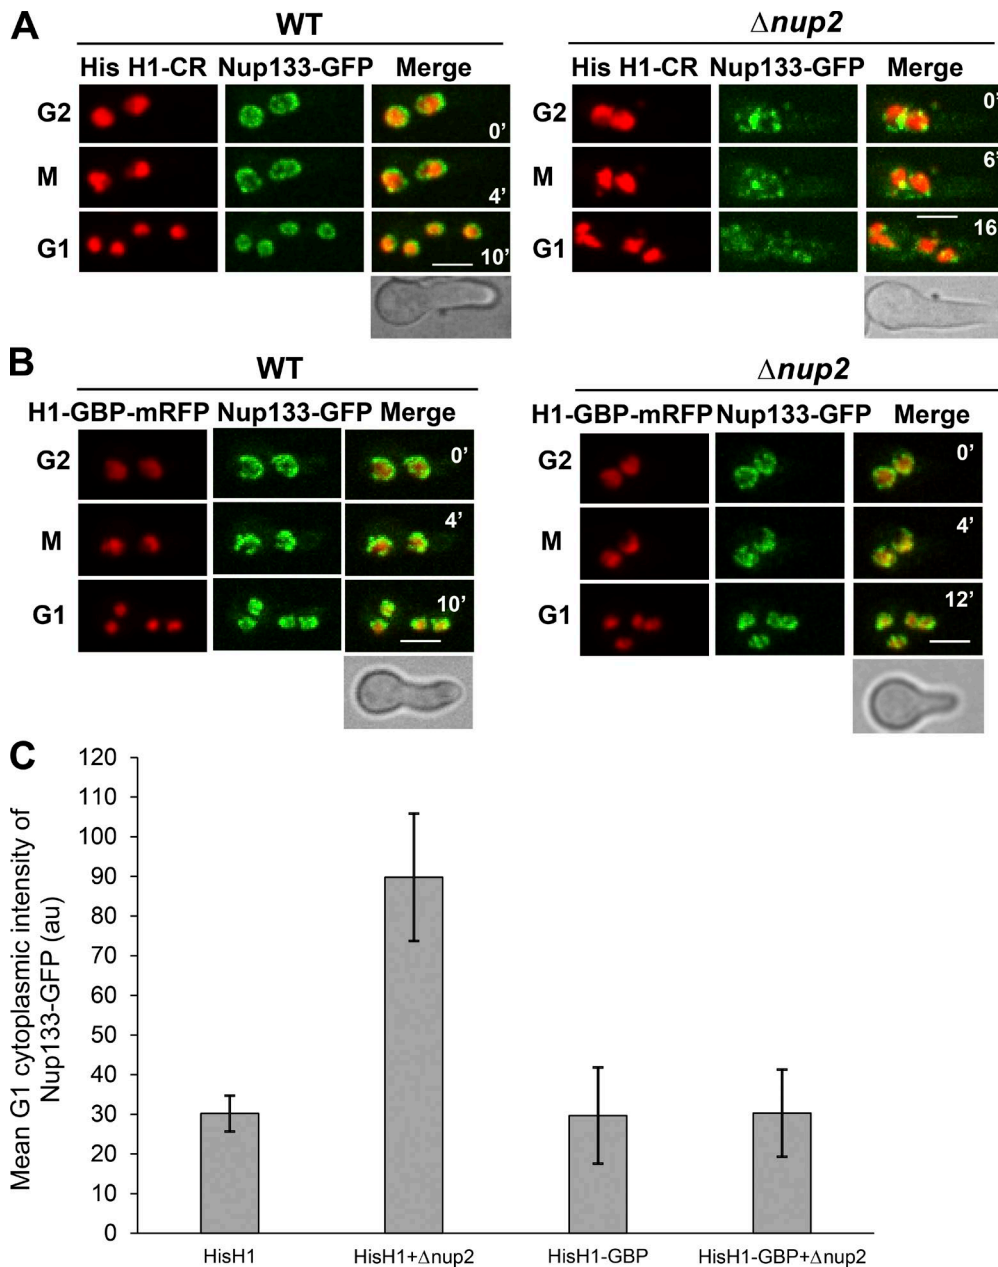 A
WT
Δnup2
His H1-CR Nup133-GFP Merge
His H1-CR Nup133-GFP Merge
G2
0'
G2
0'
M
4'
M
6'
G1
10'
G1
16
B
WT
Δnup2
H1-GBP-mRFP Nup133-GFP Merge
H1-GBP-mRFP Nup133-GFP Merge
G2
0'
G2
0'
M
4'
M
4'
G1
10'
G1
12'
C
Mean G1 cytoplasmic intensity of
Nup133-GFP (au)
120
110
100
90
80
70
60
50
40
30
20
10
0
HisH1
HisH1+Δnup2
HisH1-GBP
HisH1-GBP+Δnup2